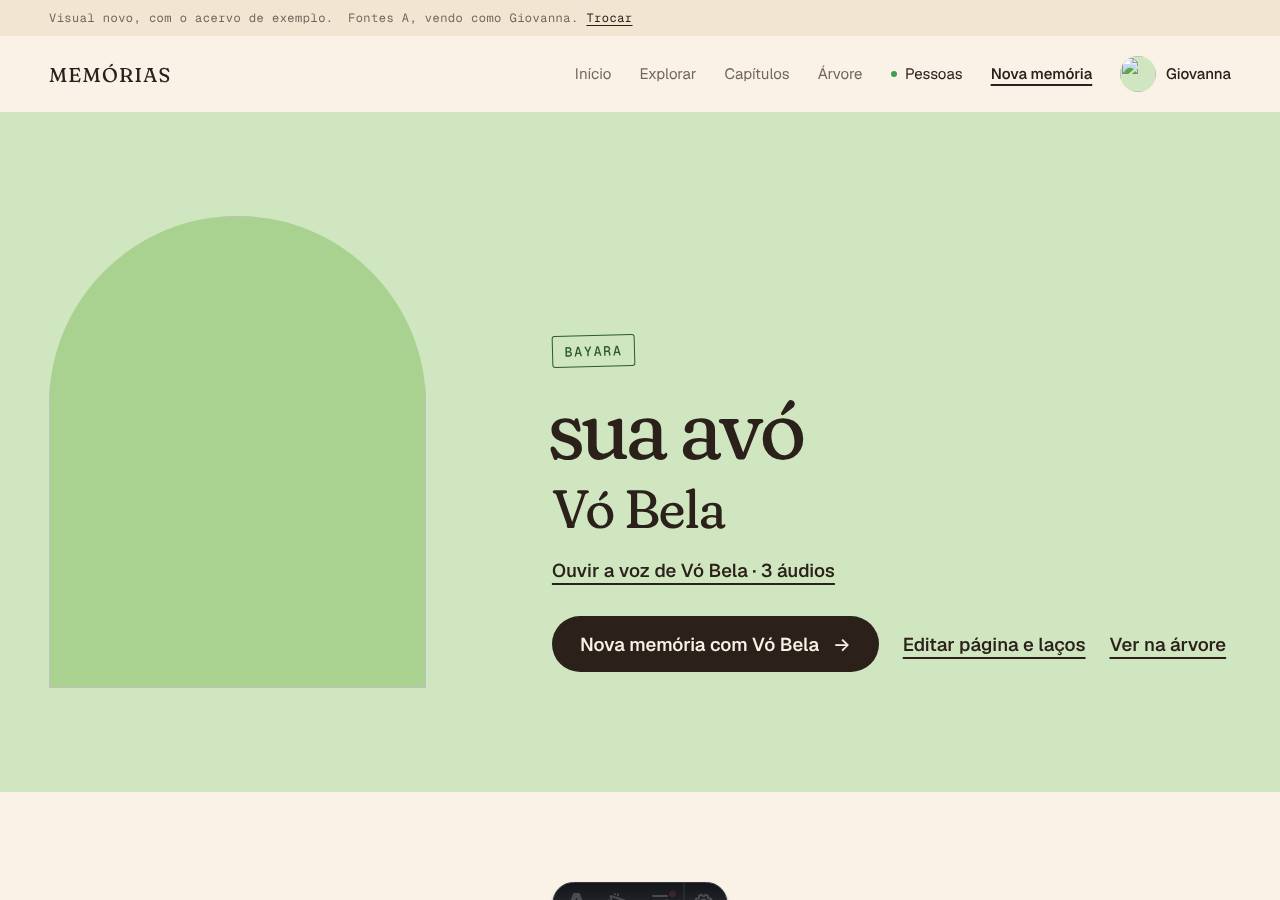 Visual novo, com o acervo de exemplo. Fontes A, vendo como Giovanna. Trocar
MEMÓRIAS
Início
Explorar
Capítulos
Árvore
Pessoas
Nova memória
Giovanna
BAYARA
sua avó
Vó Bela
Ouvir a voz de Vó Bela · 3 áudios
Nova memória com Vó Bela →
Editar página e laços
Ver na árvore